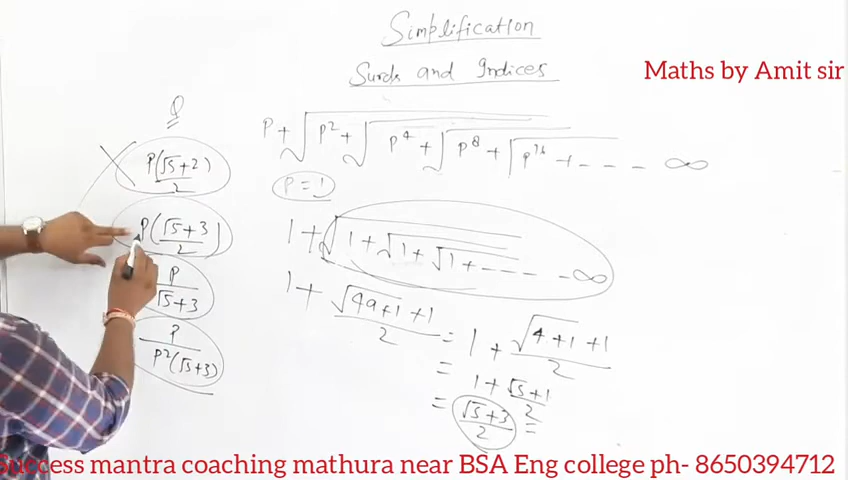 Simplification
Surds and Indices
Maths by Amit sir
Q
P(√5+2)/2
P(√5+3)/2
P/√5+3
P/P²(√5+3)
P+√P²+√P⁴+√P⁸+√P¹⁶+---- ∞
P=1
1+√1+√1+√1+-----∞
1+ √4a+1+1/2 = 1+ √4+1+1/2
= 1+ √5+1/2
= √5+3/2 =
Success mantra coaching mathura near BSA Eng college ph- 8650394712